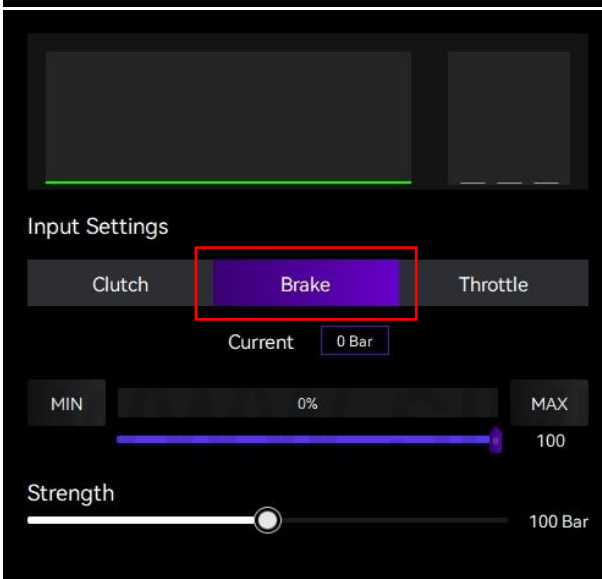 Input Settings
Clutch Brake Throttle
Current 0 Bar
MIN 0% MAX
100
Strength
100 Bar